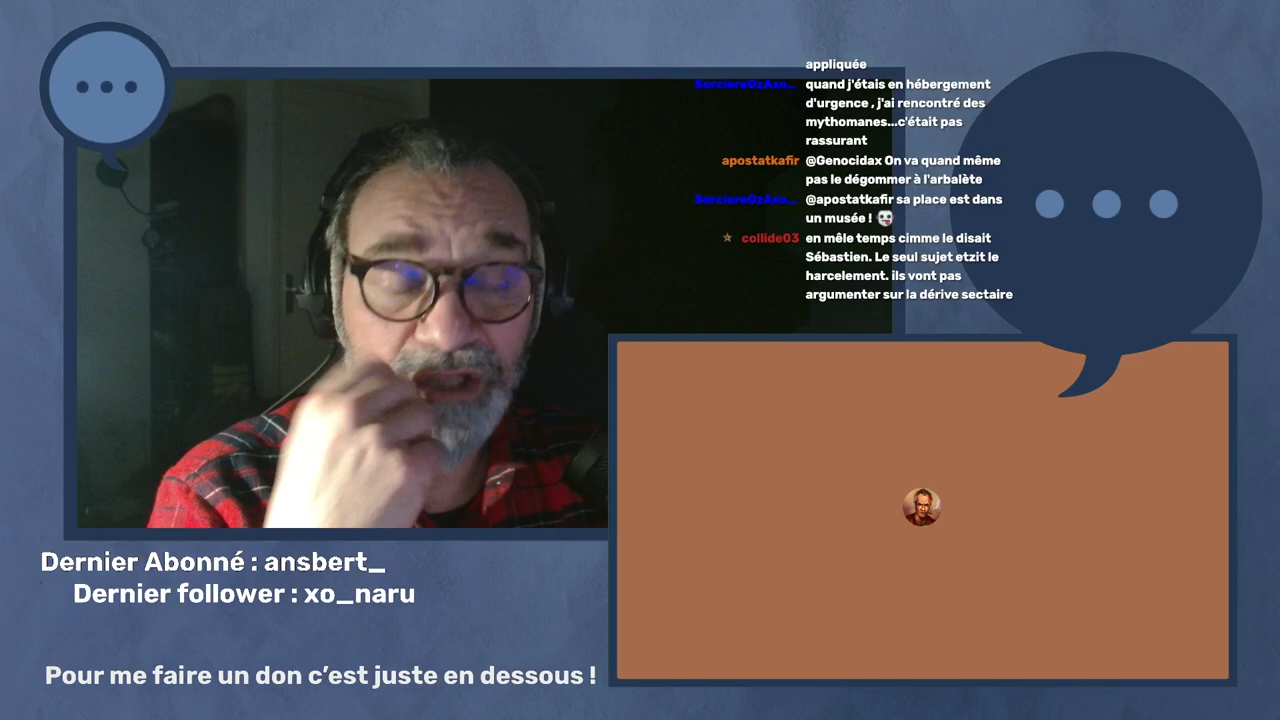 appliquée
SorciereOzAxo... quand j'étais en hébergement
d'urgence , j'ai rencontré des
mythomanes...c'était pas
rassurant
apostatkafir @Genocidax On va quand même
pas le dégommer à l'arbalète
SorciereOzAxo... @apostatkafir sa place est dans
un musée !
collide03 en mêle temps cimme le disait
Sébastien. Le seul sujet etzit le
harcelement. ils vont pas
argumenter sur la dérive sectaire
Dernier Abonné : ansbert_
Dernier follower : xo_naru
Pour me faire un don c’est juste en dessous !